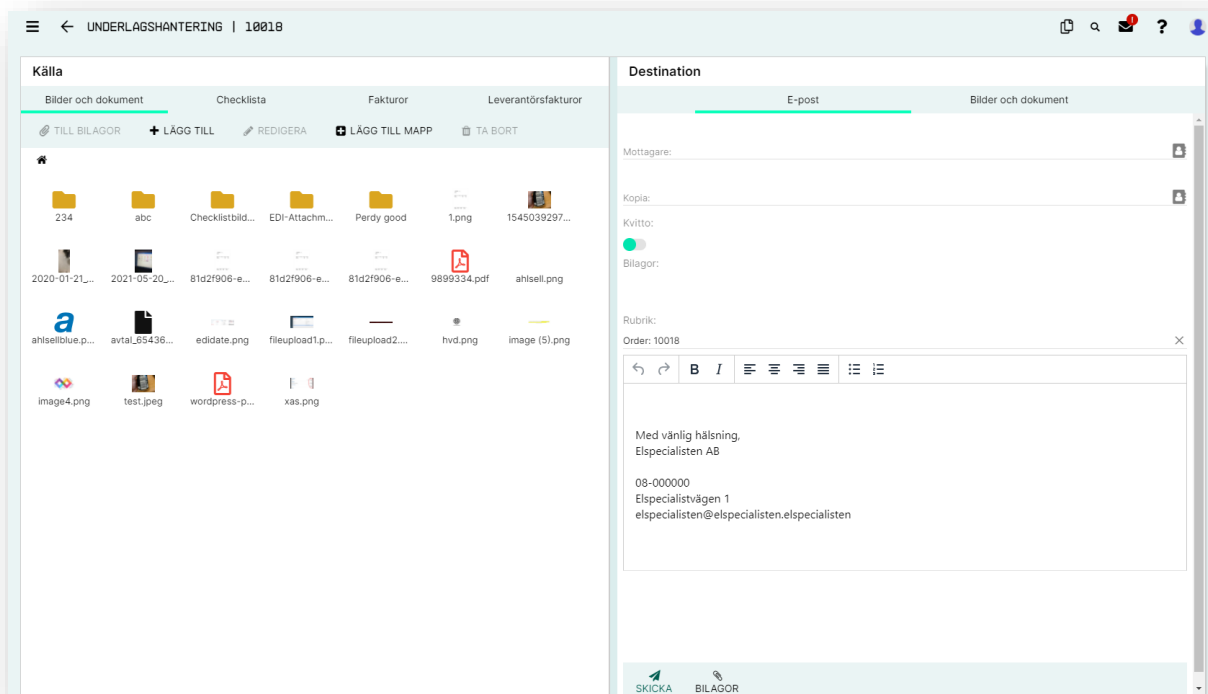 UNDERLAGSHANTERING | 10018
Källa
Bilder och dokument Checklista Fakturor Leverantörsfakturor
TILL BILAGOR LÄGG TILL REDIGERA LÄGG TILL MAPP TA BORT
234 abc Checklistbild... EDI-Attachm... Perdy good 1.png 1545039297...
2020-01-21_... 2021-05-20_... 81d2f906-e... 81d2f906-e... 81d2f906-e... 9899334.pdf ahlsell.png
ahlsellblue.p... avtal_65436... edidate.png fileupload1.p... fileupload2.... hvd.png image (5).png
image4.png test.jpeg wordpress-p... xas.png
Destination
E-post Bilder och dokument
Mottagare:
Kopia:
Kvitto:
Bilagor:
Rubrik:
Order: 10018
B I
Med vänlig hälsning,
Elspecialisten AB
08-000000
Elspecialistvägen 1
elspecialisten@elspecialisten.elspecialisten
SKICKA BILAGOR